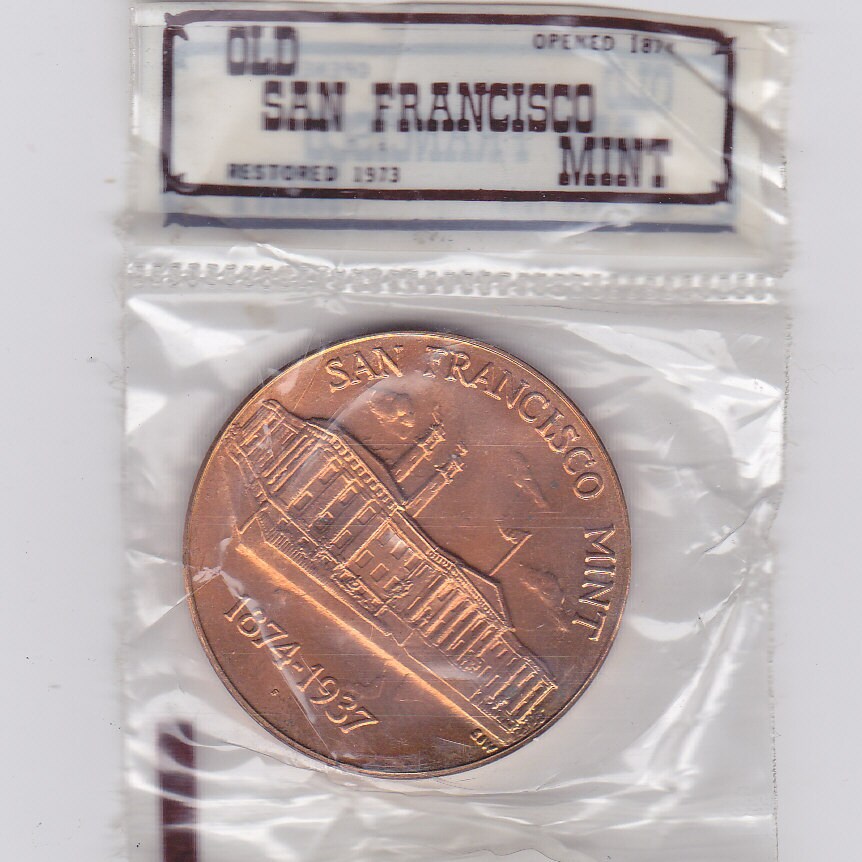 OLD
OPENED 1874
SAN FRANCISCO
MINT
RESTORED 1973
SAN FRANCISCO MINT
1874-1937
S